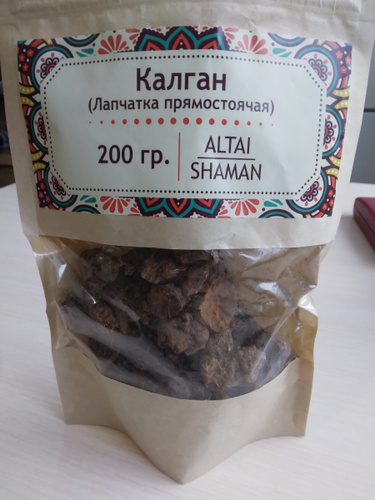 Калган
(Лапчатка прямостоячая)
200 гр.
ALTAI
SHAMAN